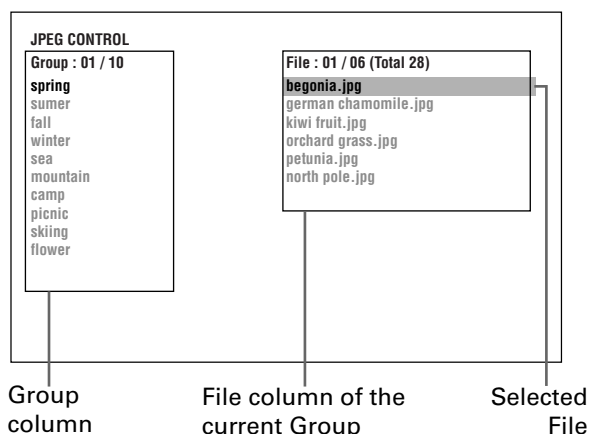 JPEG CONTROL
Group : 01 / 10
spring
sumer
fall
winter
sea
mountain
camp
picnic
skiing
flower
File : 01 / 06 (Total 28)
begonia.jpg
german chamomile.jpg
kiwi fruit.jpg
orchard grass.jpg
petunia.jpg
north pole.jpg
Group
column
File column of the
current Group
Selected
File